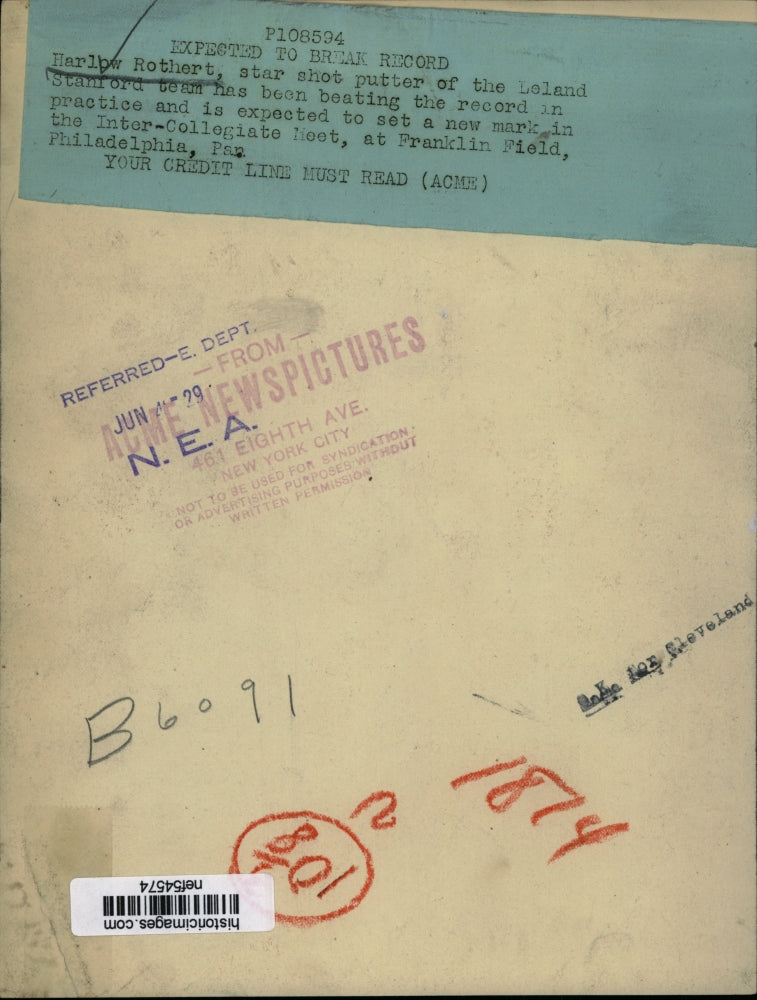 P108594
EXPECTED TO BREAK RECORD
Harlow Rothert, star shot putter of the Leland
Stanford team has been beating the record in
practice and is expected to set a new mark in
the Inter-Collegiate Meet, at Franklin Field,
Philadelphia, Pa.
YOUR CREDIT LINE MUST READ (ACME)
REFERRED-E. DEPT.
JUN 29
N. E. A.
— FROM —
ACME NEWSPICTURES
461 EIGHTH AVE.
NEW YORK CITY
NOT TO BE USED FOR SYNDICATION
OR ADVERTISING PURPOSES WITHOUT
WRITTEN PERMISSION
O.K. for Cleveland
B6091
1874
historicimages.com
nef54574